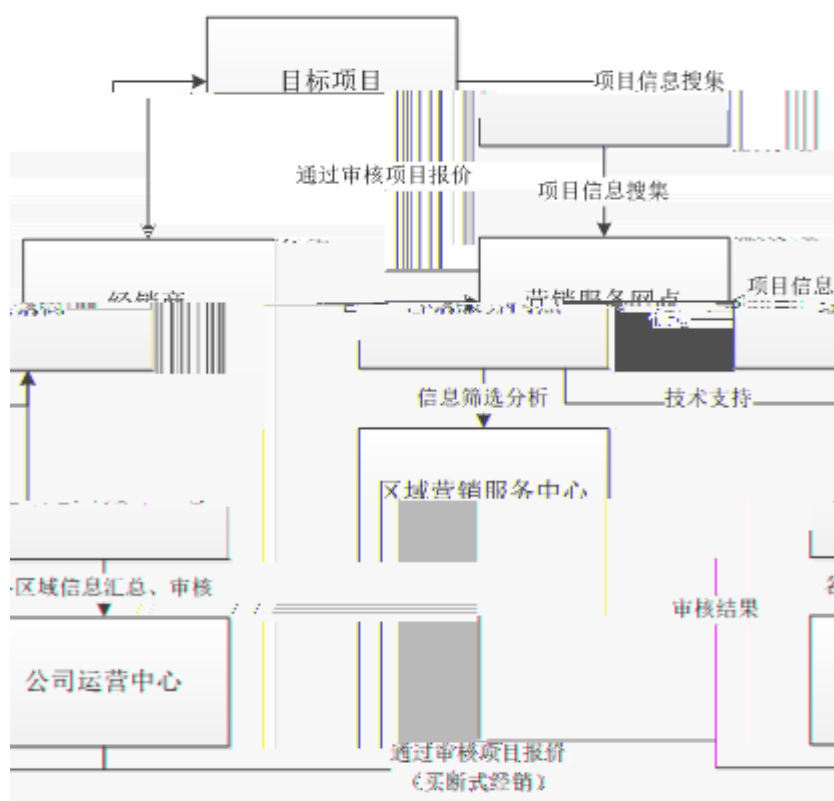 目标项目
项目信息搜集
通过审核项目报价
项目信息搜集
经销商
营销服务网点
项目信息
信息筛选分析
技术支持
区域营销服务中心
区域信息汇总、审核
审核结果
公司运营中心
通过审核项目报价
（买断式经销）